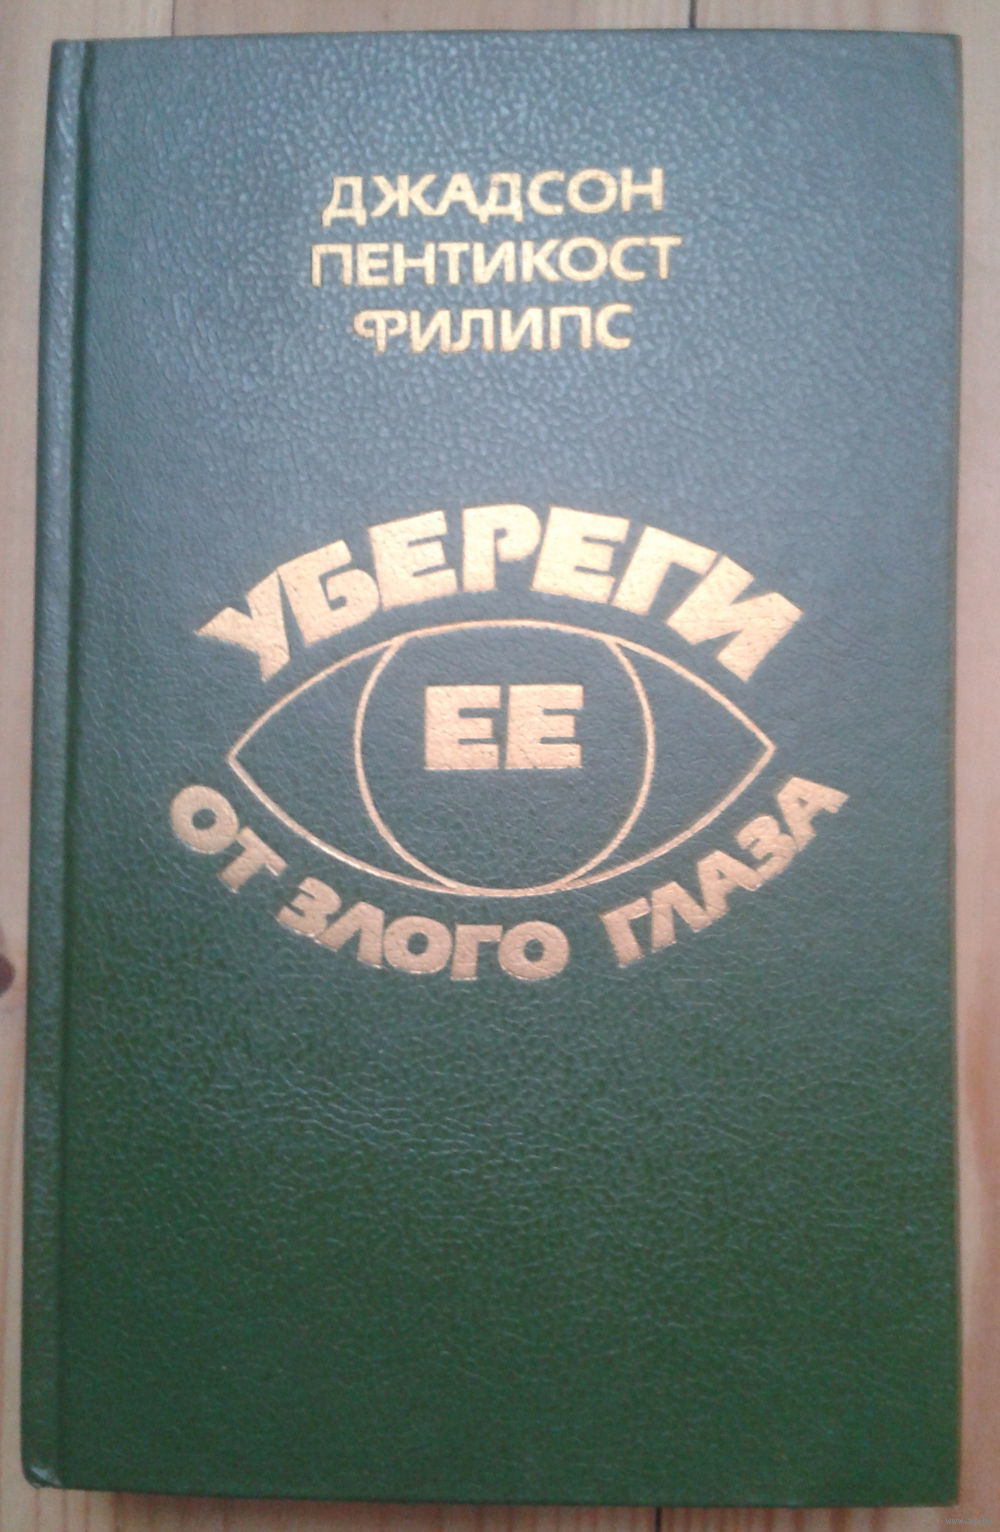 ДЖАДСОН
ПЕНТИКОСТ
ФИЛИПС
УБЕРЕГИ
ЕЕ
ОТ ЗЛОГО ГЛАЗА